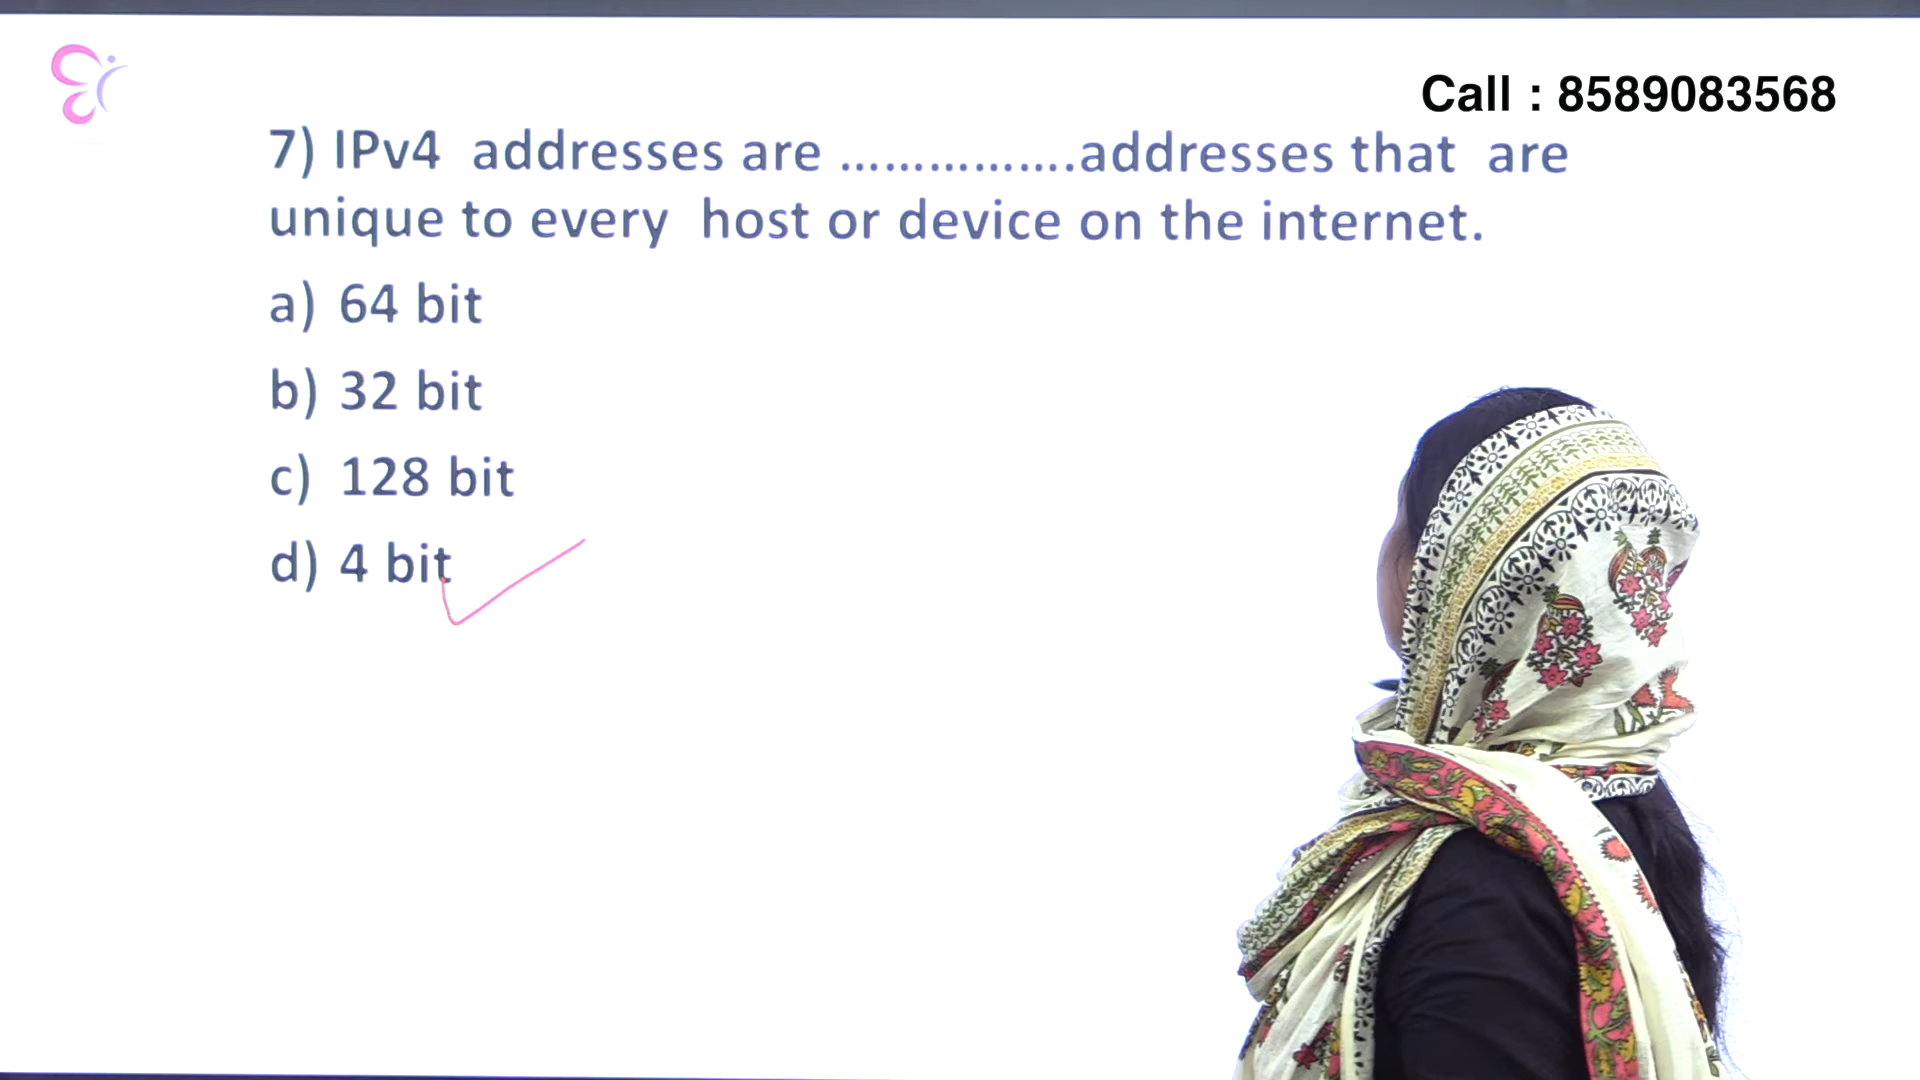 Call : 8589083568
7) IPv4 addresses are …………….addresses that are
unique to every host or device on the internet.
a) 64 bit
b) 32 bit
c) 128 bit
d) 4 bit